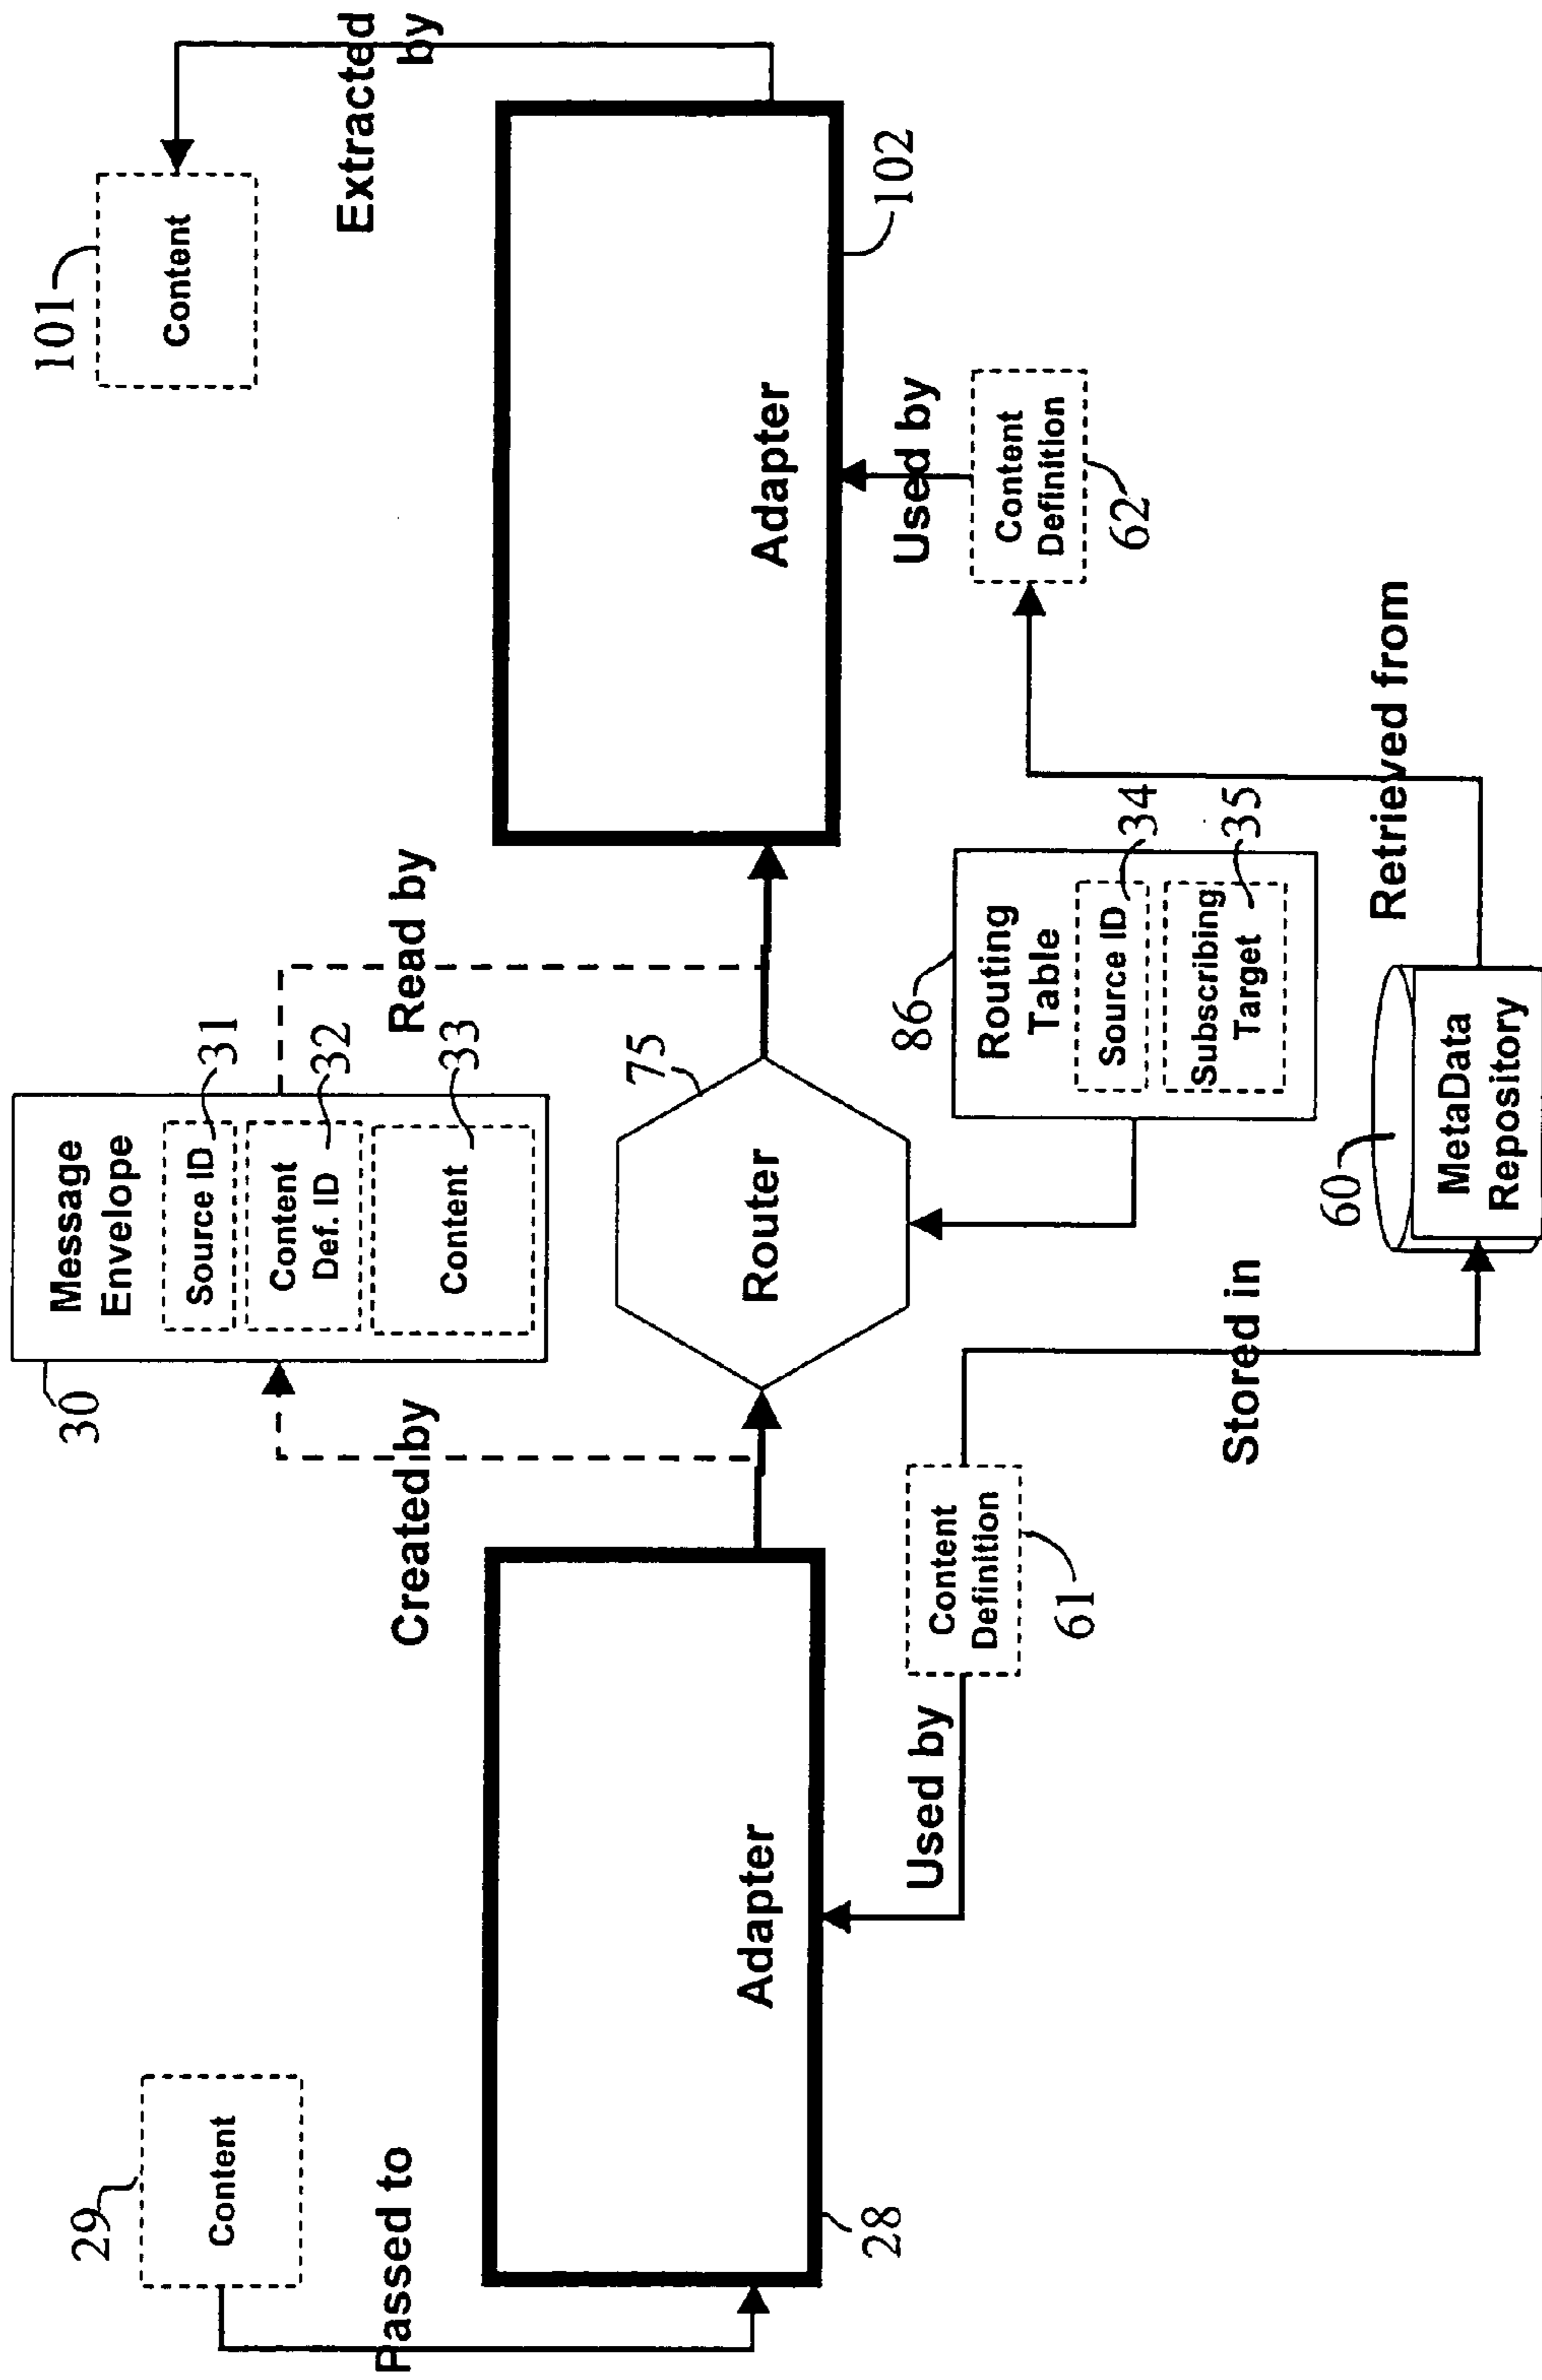 29
Content
Passed to
Adapter
28
Used by
Content
Definition
61
Created by
30
Message
Envelope
Source ID
31
Content
Def. ID
32
Content
33
Read by
Router
75
86
Routing
Table
Source ID
34
Subscribing
Target
35
Stored in
60
MetaData
Repository
Retrieved from
Content
Definition
62
Used by
Adapter
102
Extracted
by
101
Content